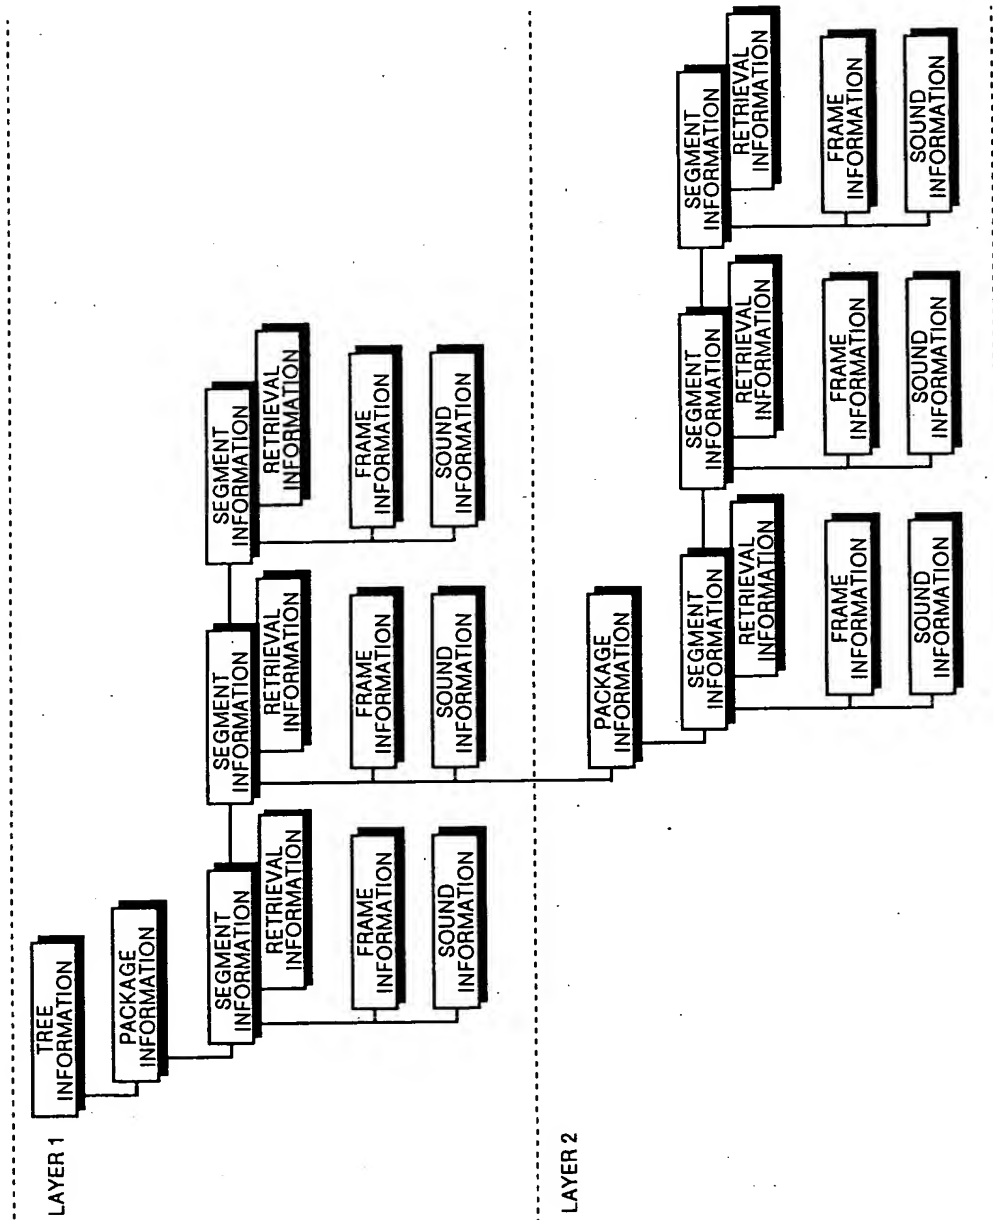 LAYER 1
TREE
INFORMATION
PACKAGE
INFORMATION
SEGMENT
INFORMATION
RETRIEVAL
INFORMATION
FRAME
INFORMATION
SOUND
INFORMATION
SEGMENT
INFORMATION
RETRIEVAL
INFORMATION
FRAME
INFORMATION
SOUND
INFORMATION
SEGMENT
INFORMATION
RETRIEVAL
INFORMATION
FRAME
INFORMATION
SOUND
INFORMATION
LAYER 2
PACKAGE
INFORMATION
SEGMENT
INFORMATION
RETRIEVAL
INFORMATION
FRAME
INFORMATION
SOUND
INFORMATION
SEGMENT
INFORMATION
RETRIEVAL
INFORMATION
FRAME
INFORMATION
SOUND
INFORMATION
SEGMENT
INFORMATION
RETRIEVAL
INFORMATION
FRAME
INFORMATION
SOUND
INFORMATION